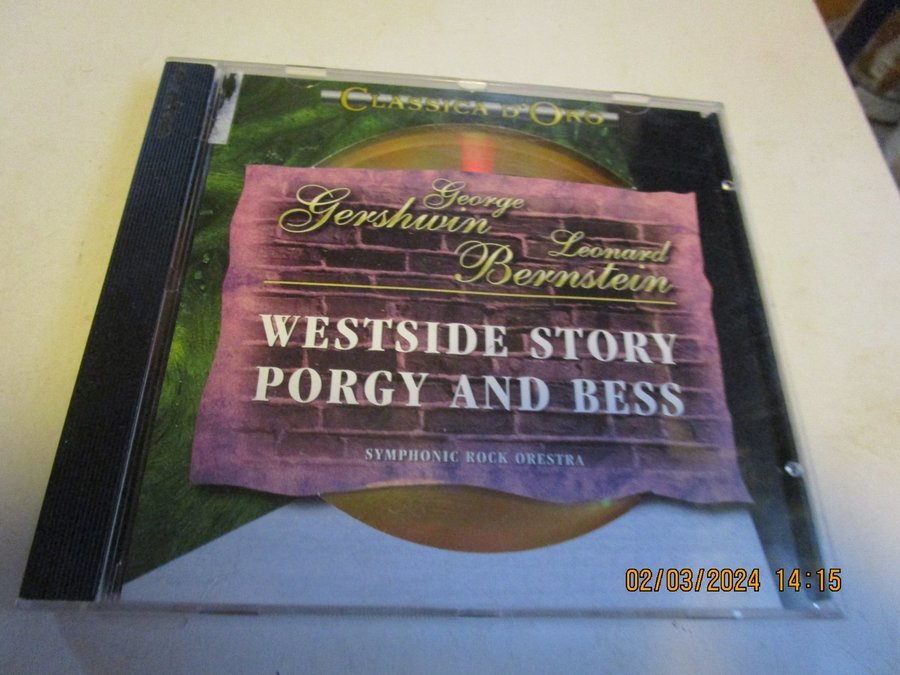 CLASSICA D'ORO
George
Gershwin
Leonard
Bernstein
WESTSIDE STORY
PORGY AND BESS
SYMPHONIC ROCK ORESTRA
02/03/2024 14:15